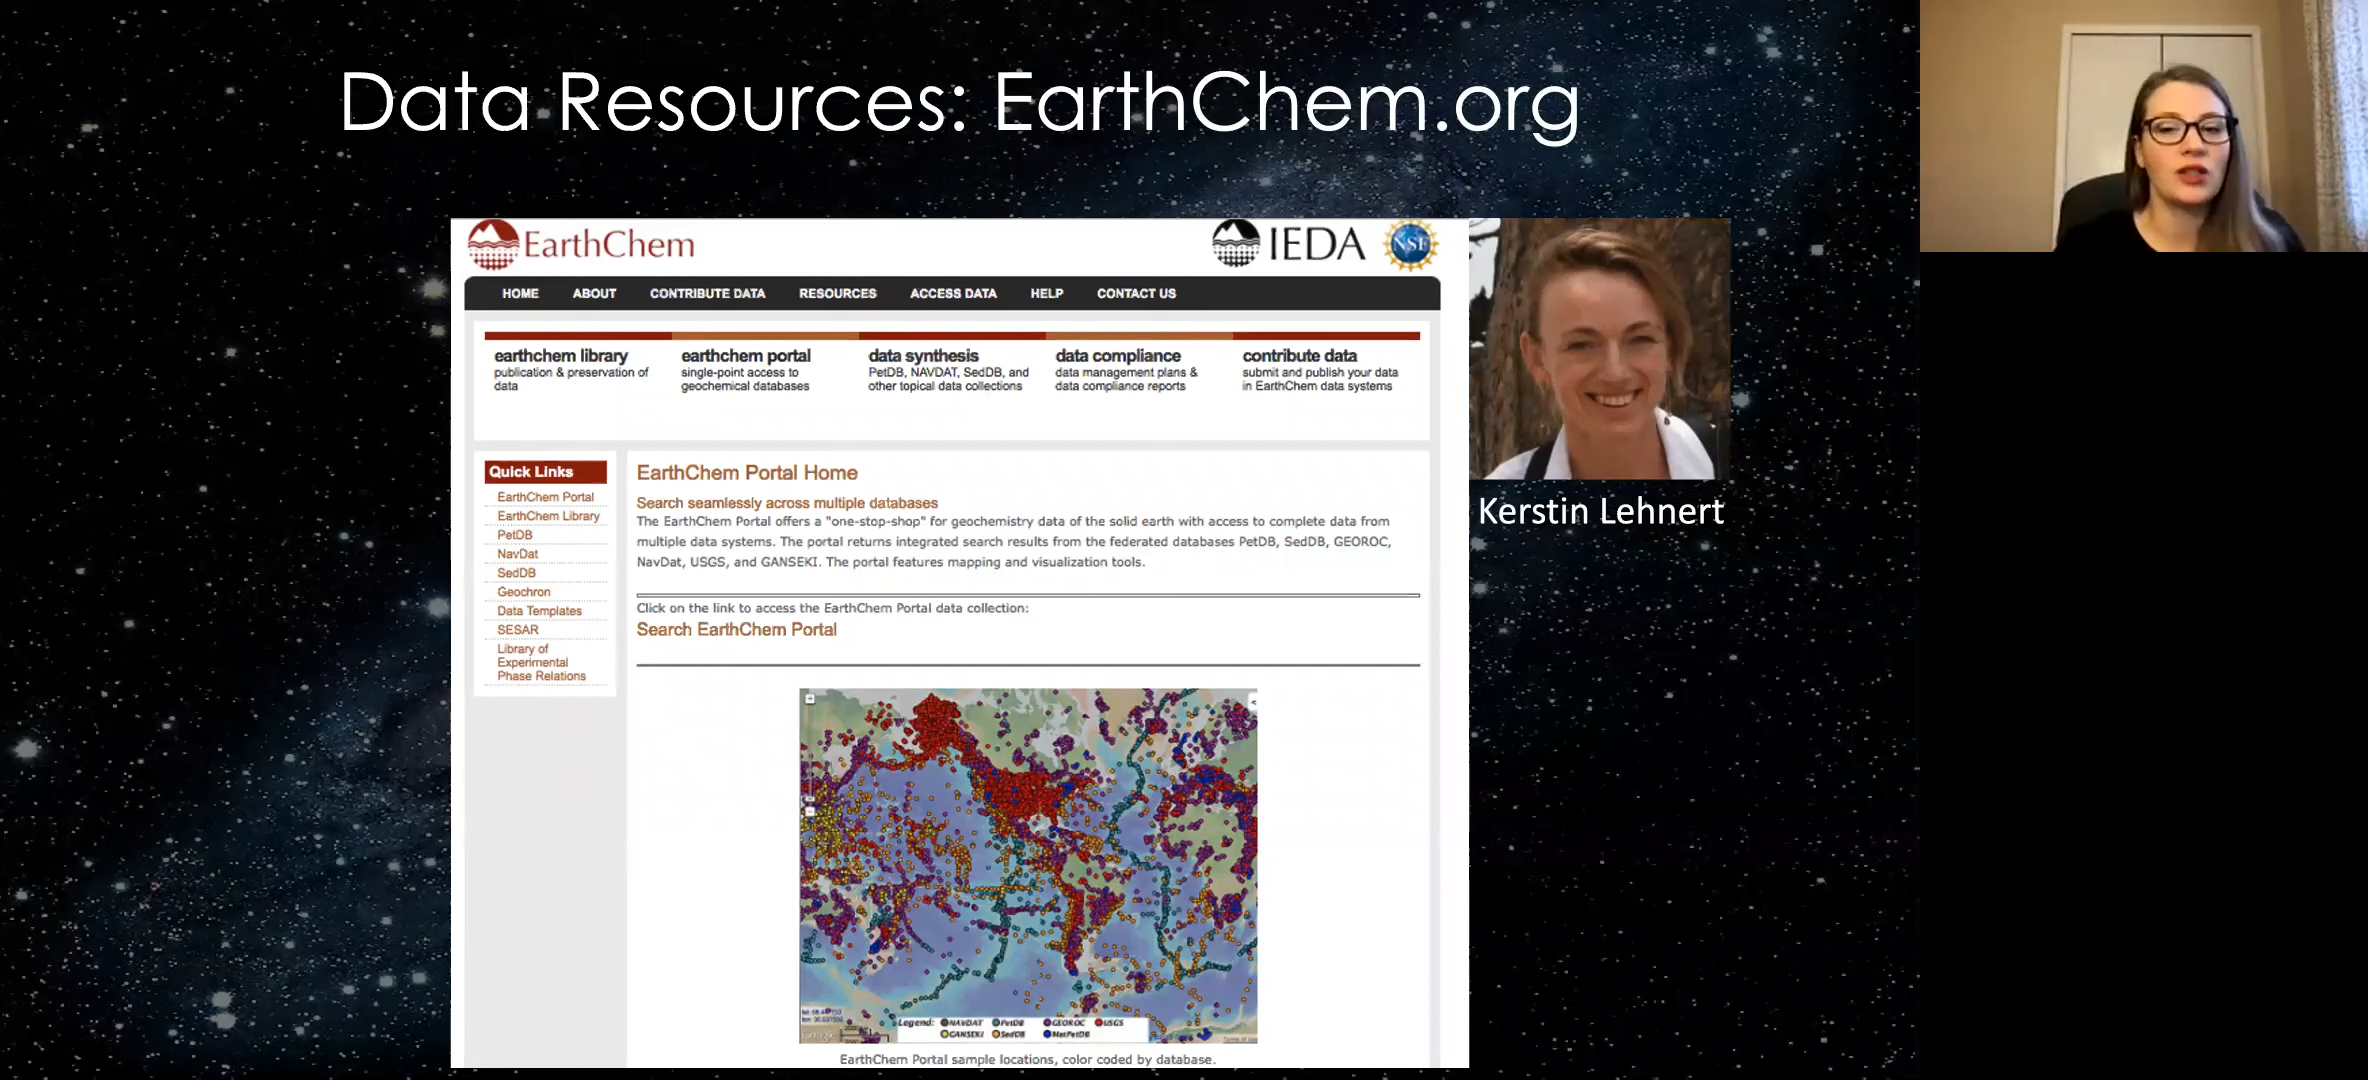 Data Resources: EarthChem.org
EarthChem
IEDA
NSF
HOME ABOUT CONTRIBUTE DATA RESOURCES ACCESS DATA HELP CONTACT US
earthchem library
publication & preservation of
data
earthchem portal
single-point access to
geochemical databases
data synthesis
PetDB, NAVDAT, SedDB, and
other topical data collections
data compliance
data management plans &
data compliance reports
contribute data
submit and publish your data
in EarthChem data systems
Quick Links
EarthChem Portal
EarthChem Library
PetDB
NavDat
SedDB
Geochron
Data Templates
SESAR
Library of
Experimental
Phase Relations
EarthChem Portal Home
Search seamlessly across multiple databases
The EarthChem Portal offers a "one-stop-shop" for geochemistry data of the solid earth with access to complete data from
multiple data systems. The portal returns integrated search results from the federated databases PetDB, SedDB, GEOROC,
NavDat, USGS, and GANSEKI. The portal features mapping and visualization tools.
Click on the link to access the EarthChem Portal data collection:
Search EarthChem Portal
Legend: NAVDAT PetDB GEOROC USGS
GANSEKI SedDB MetPetDB
EarthChem Portal sample locations, color coded by database.
Kerstin Lehnert